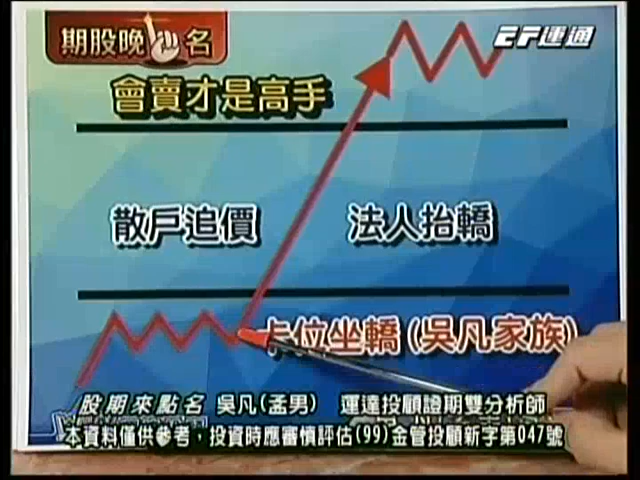 期股晚點名
EF運通
會賣才是高手
散戶追價 法人抬轎
卡位坐轎(吳凡家族)
股期來點名 吳凡(孟男) 運達投顧證期雙分析師
本資料僅供參考，投資時應審慎評估(99)金管投顧新字第047號